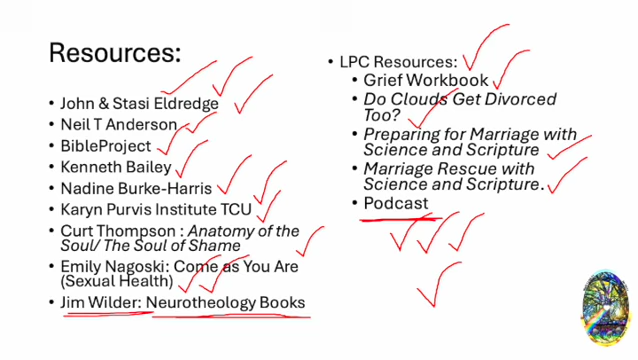 Resources:
• John & Stasi Eldredge
• Neil T Anderson
• BibleProject
• Kenneth Bailey
• Nadine Burke-Harris
• Karyn Purvis Institute TCU
• Curt Thompson : Anatomy of the
Soul/ The Soul of Shame
• Emily Nagoski: Come as You Are
(Sexual Health)
• Jim Wilder: Neurotheology Books
• LPC Resources:
• Grief Workbook
• Do Clouds Get Divorced
Too?
• Preparing for Marriage with
Science and Scripture
• Marriage Rescue with
Science and Scripture.
• Podcast